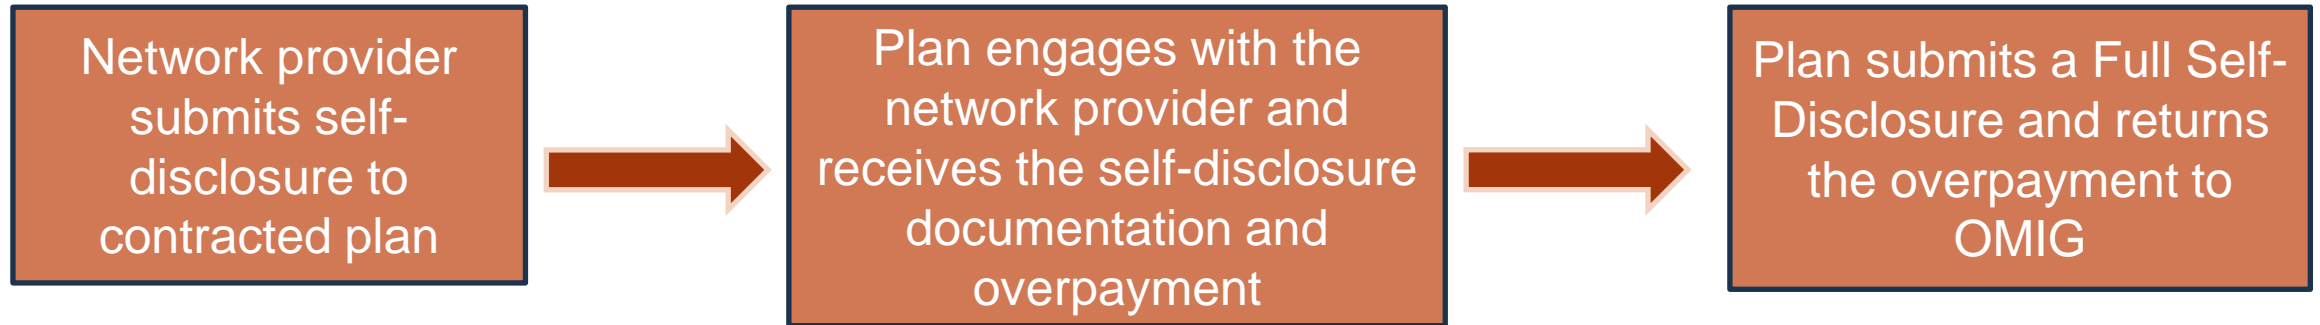 Network provider
submits self-
disclosure to
contracted plan
Plan engages with the
network provider and
receives the self-disclosure
documentation and
overpayment
Plan submits a Full Self-
Disclosure and returns
the overpayment to
OMIG